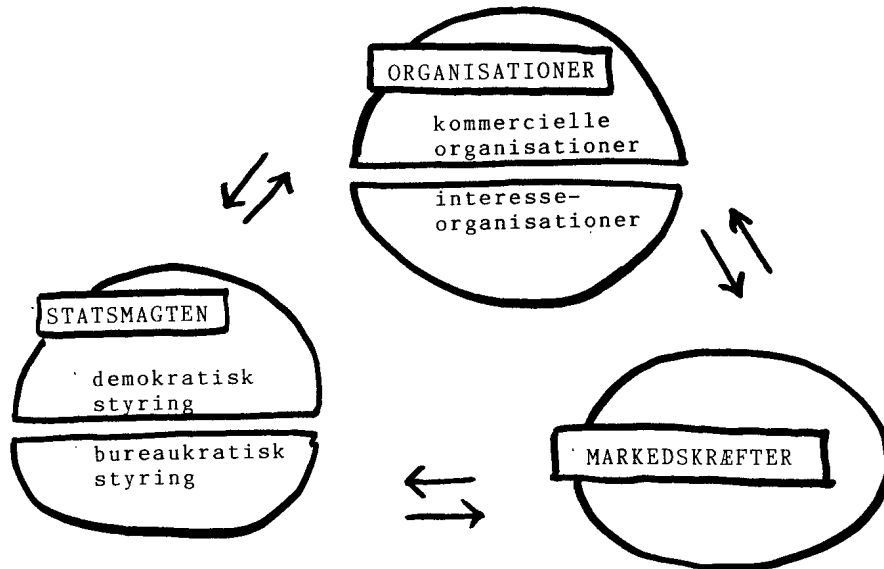 ORGANISATIONER
kommercielle
organisationer
interesse-
organisationer
STATSMAGTEN
demokratisk
styring
bureaukratisk
styring
MARKEDSKRÆFTER